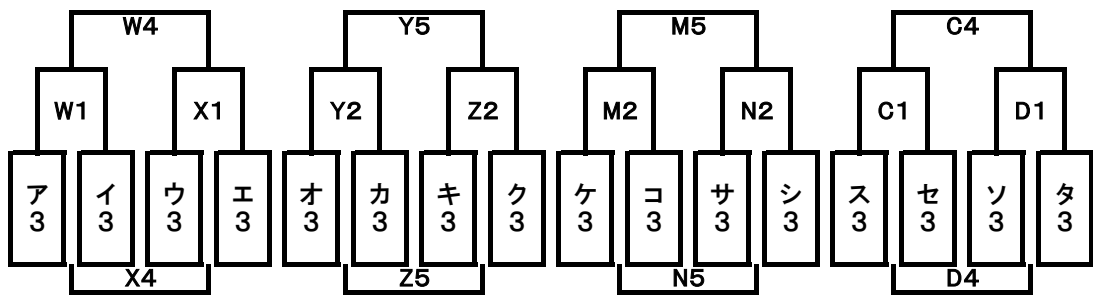 W4 Y5 M5 C4
W1 X1 Y2 Z2 M2 N2 C1 D1
ア3 イ3 ウ3 エ3 オ3 カ3 キ3 ク3 ケ3 コ3 サ3 シ3 ス3 セ3 ソ3 タ3
X4 Z5 N5 D4